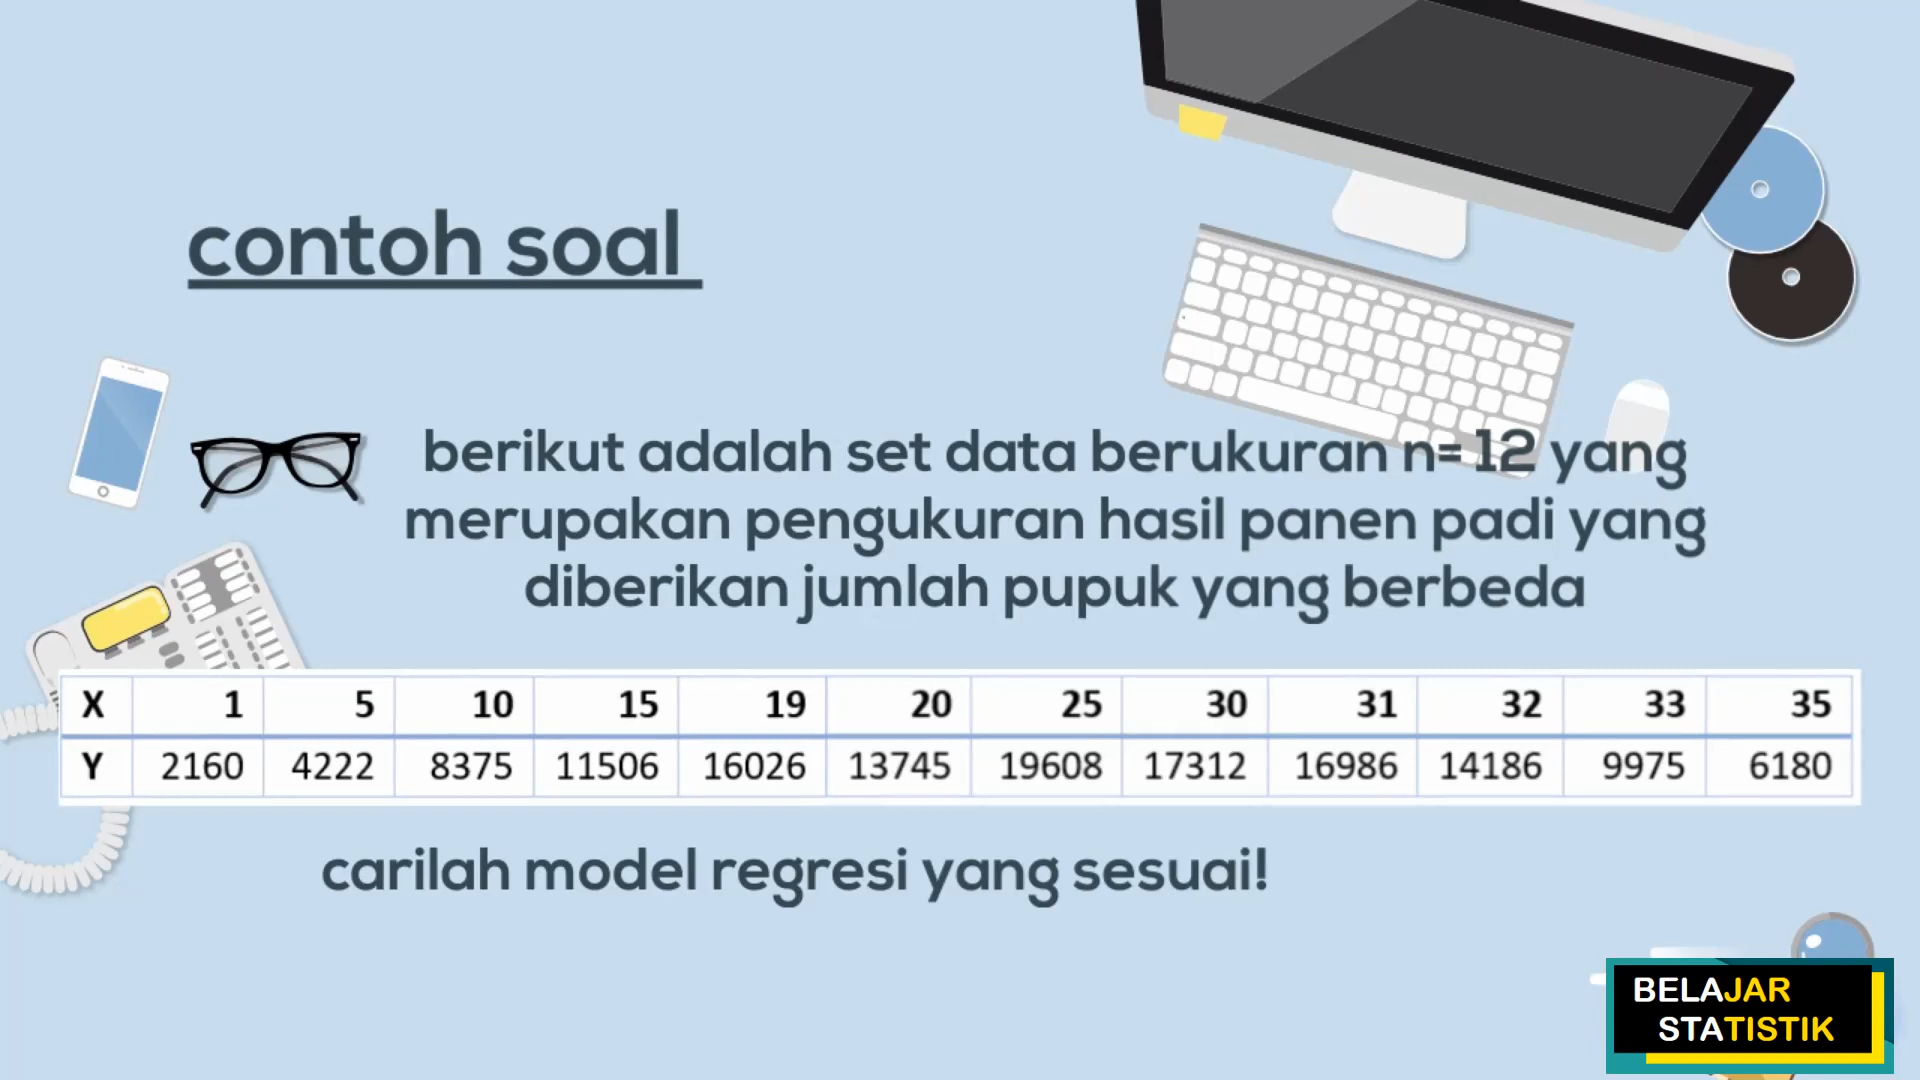 contoh soal
berikut adalah set data berukuran n= 12 yang
merupakan pengukuran hasil panen padi yang
diberikan jumlah pupuk yang berbeda
X 1 5 10 15 19 20 25 30 31 32 33 35
Y 2160 4222 8375 11506 16026 13745 19608 17312 16986 14186 9975 6180
carilah model regresi yang sesuai!
BELAJAR
STATISTIK